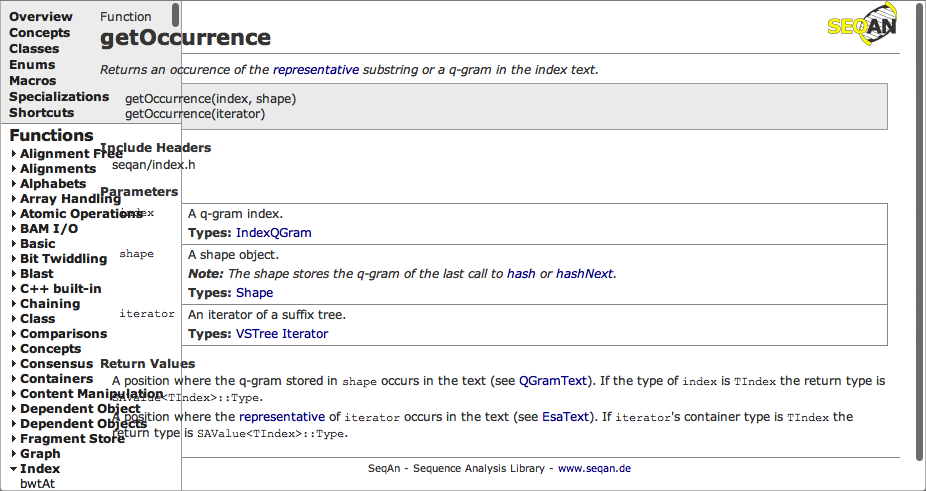 Overview
Concepts
Classes
Enums
Macros
Specializations
Shortcuts
Functions
Alignment Free
Alignments
Alphabets
Array Handling
Atomic Operations
BAM I/O
Basic
Bit Twiddling
Blast
C++ built-in
Chaining
Class
Comparisons
Concepts
Consensus
Containers
Content Manipulation
Dependent Object
Dependent Objects
Fragment Store
Graph
Index
bwtAt
Function
SEQAN
getOccurrence
Returns an occurence of the representative substring or a q-gram in the index text.
getOccurrence(index, shape)
getOccurrence(iterator)
Include Headers
seqan/index.h
Parameters
index
A q-gram index.
Types: IndexQGram
shape
A shape object.
Note: The shape stores the q-gram of the last call to hash or hashNext.
Types: Shape
iterator
An iterator of a suffix tree.
Types: VSTree Iterator
Return Values
A position where the q-gram stored in shape occurs in the text (see QGramText). If the type of index is TIndex the return type is
SAValue<TIndex>::Type.
A position where the representative of iterator occurs in the text (see EsaText). If iterator's container type is TIndex the
return type is SAValue<TIndex>::Type.
SeqAn - Sequence Analysis Library - www.seqan.de